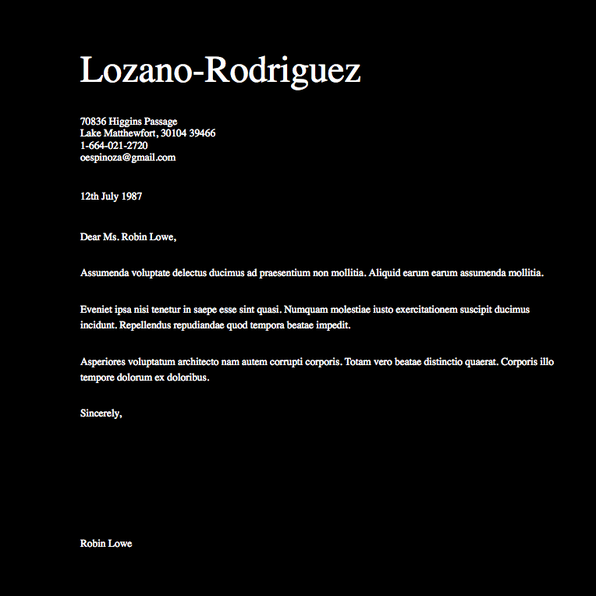 Lozano-Rodriguez
70836 Higgins Passage
Lake Matthewfort, 30104 39466
1-664-021-2720
oespinoza@gmail.com
12th July 1987
Dear Ms. Robin Lowe,
Assumenda voluptate delectus ducimus ad praesentium non mollitia. Aliquid earum earum assumenda mollitia.
Eveniet ipsa nisi tenetur in saepe esse sint quasi. Numquam molestiae iusto exercitationem suscipit ducimus
incidunt. Repellendus repudiandae quod tempora beatae impedit.
Asperiores voluptatum architecto nam autem corrupti corporis. Totam vero beatae distinctio quaerat. Corporis illo
tempore dolorum ex doloribus.
Sincerely,
Robin Lowe